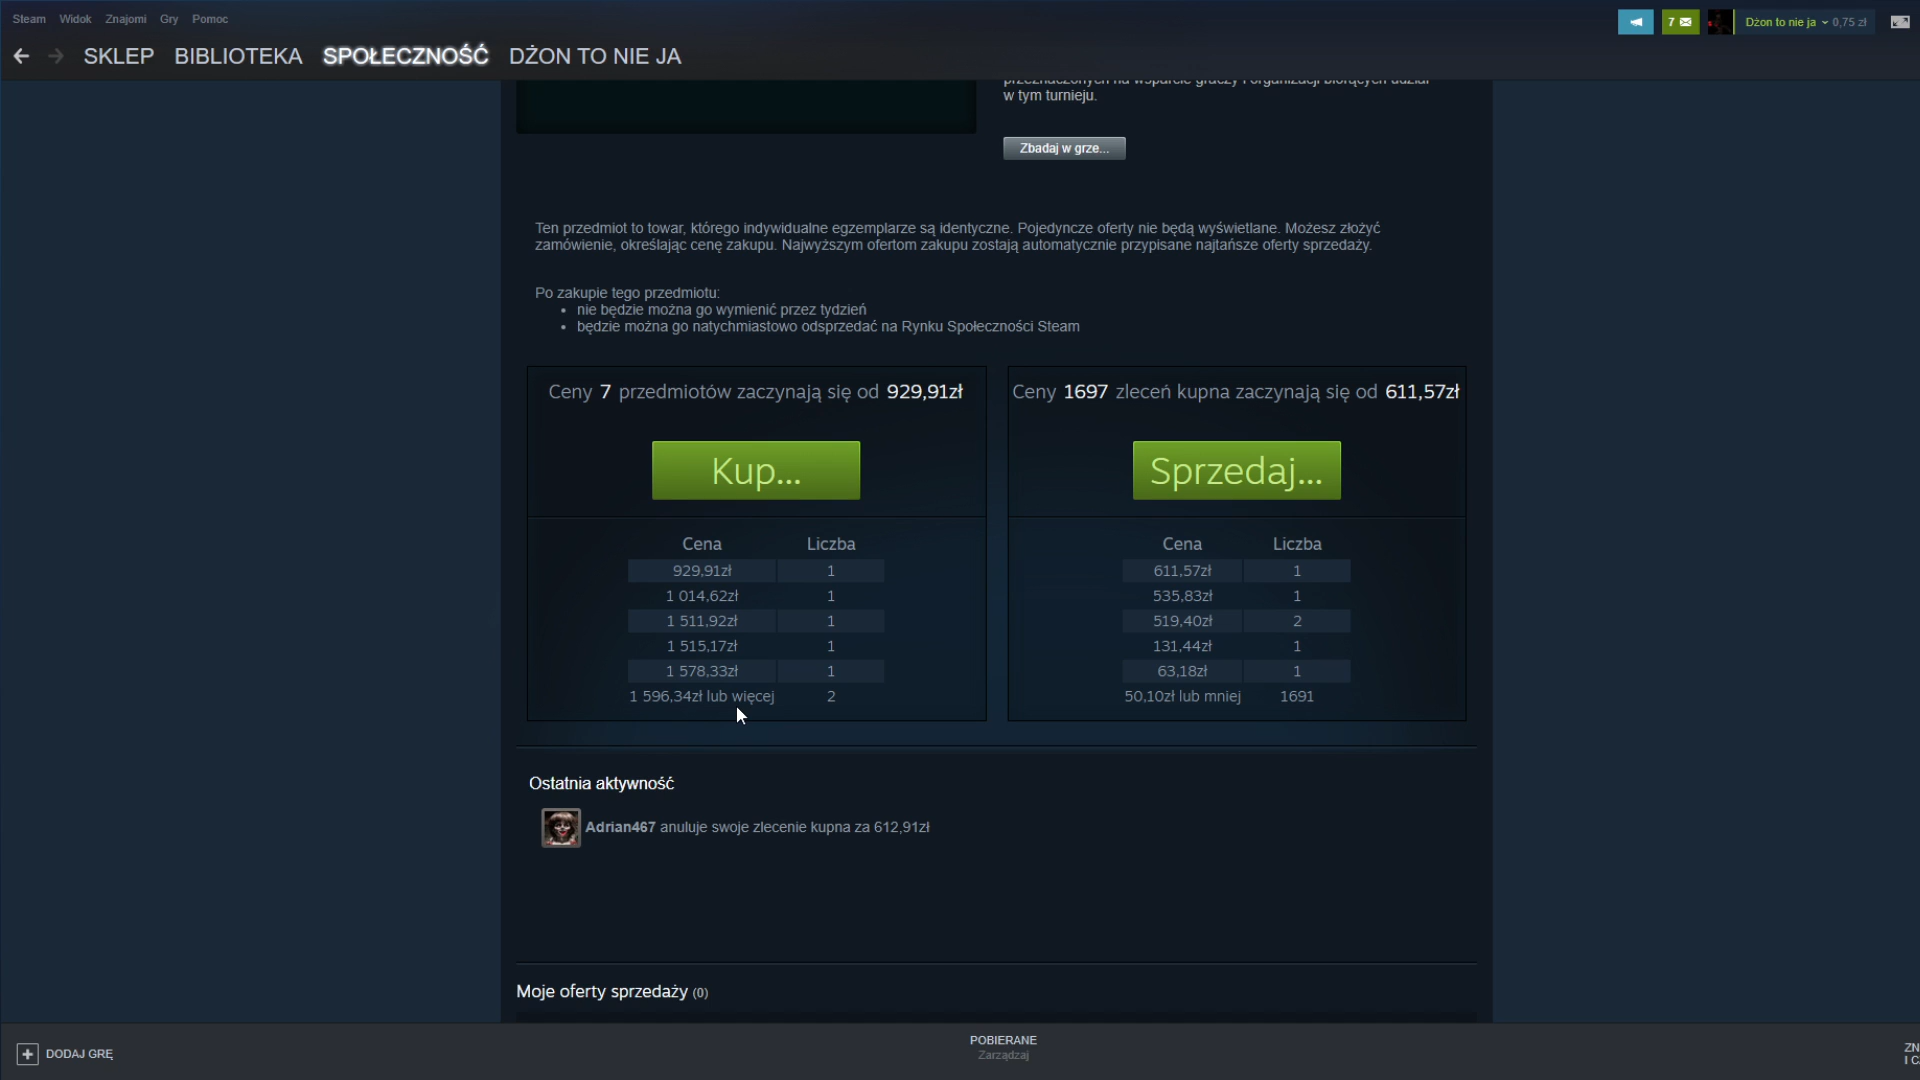 Steam Widok Znajomi Gry Pomoc
7 Dżon to nie ja 0,75 zł
SKLEP BIBLIOTEKA SPOŁECZNOŚĆ DŻON TO NIE JA
przeznaczonych na wsparcie graczy i organizacji biorących udział
w tym turnieju.
Zbadaj w grze...
Ten przedmiot to towar, którego indywidualne egzemplarze są identyczne. Pojedyncze oferty nie będą wyświetlane. Możesz złożyć
zamówienie, określając cenę zakupu. Najwyższym ofertom zakupu zostają automatycznie przypisane najtańsze oferty sprzedaży.
Po zakupie tego przedmiotu:
• nie będzie można go wymienić przez tydzień
• będzie można go natychmiastowo odsprzedać na Rynku Społeczności Steam
Ceny 7 przedmiotów zaczynają się od 929,91zł
Kup...
Cena Liczba
929,91zł 1
1 014,62zł 1
1 511,92zł 1
1 515,17zł 1
1 578,33zł 1
1 596,34zł lub więcej 2
Ceny 1697 zleceń kupna zaczynają się od 611,57zł
Sprzedaj...
Cena Liczba
611,57zł 1
535,83zł 1
519,40zł 2
131,44zł 1
63,18zł 1
50,10zł lub mniej 1691
Ostatnia aktywność
Adrian467 anuluje swoje zlecenie kupna za 612,91zł
Moje oferty sprzedaży (0)
DODAJ GRĘ
POBIERANE
Zarządzaj
ZN
I C